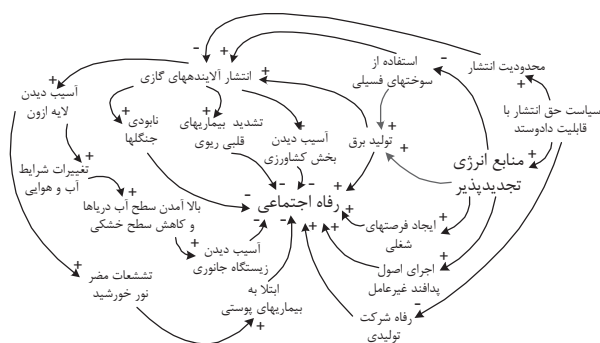 محدودیت انتشار
استفاده از
سوختهای فسیلی
انتشار آلایندههای گازی
آسیب دیدن
لایه ازون
سیاست حق انتشار با
قابلیت دادوستد
نابودی
جنگلها
تشدید بیماریهای
قلبی ریوی
آسیب دیدن
بخش کشاورزی
تولید برق
منابع انرژی
تجدیدپذیر
تغییرات شرایط
آب و هوایی
رفاه اجتماعی
بالا آمدن سطح آب دریاها
و کاهش سطح خشکی
ایجاد فرصتهای
شغلی
آسیب دیدن
زیستگاه جانوری
اجرای اصول
پدافند غیرعامل
تششعات مضر
نور خورشید
ابتلا به
بیماریهای پوستی
رفاه شرکت
تولیدی